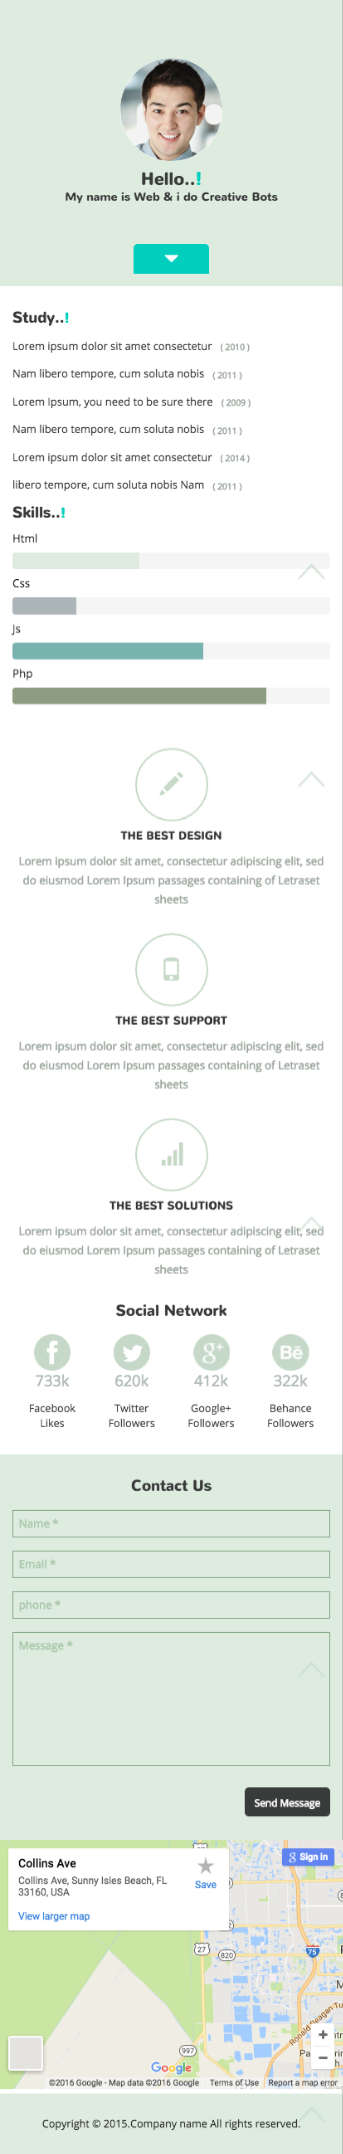 Hello..!
My name is Web & i do Creative Bots
Study..!
Lorem ipsum dolor sit amet consectetur ( 2010 )
Nam libero tempore, cum soluta nobis ( 2011 )
Lorem Ipsum, you need to be sure there ( 2009 )
Nam libero tempore, cum soluta nobis ( 2011 )
Lorem ipsum dolor sit amet consectetur ( 2014 )
libero tempore, cum soluta nobis Nam ( 2011 )
Skills..!
Html
Css
Js
Php
THE BEST DESIGN
Lorem ipsum dolor sit amet, consectetur adipiscing elit, sed
do eiusmod Lorem Ipsum passages containing of Letraset
sheets
THE BEST SUPPORT
Lorem ipsum dolor sit amet, consectetur adipiscing elit, sed
do eiusmod Lorem Ipsum passages containing of Letraset
sheets
THE BEST SOLUTIONS
Lorem ipsum dolor sit amet, consectetur adipiscing elit, sed
do eiusmod Lorem Ipsum passages containing of Letraset
sheets
Social Network
f g+ Bē
733k 620k 412k 322k
Facebook Twitter Google+ Behance
Likes Followers Followers Followers
Contact Us
Name *
Email *
phone *
Message *
Send Message
Collins Ave
Collins Ave, Sunny Isles Beach, FL
33160, USA
Save
View larger map
g Sign in
27
820
75
Ronald Reagan Tu
997
+
−
Google
©2016 Google - Map data ©2016 Google Terms of Use Report a map error
Copyright © 2015.Company name All rights reserved.